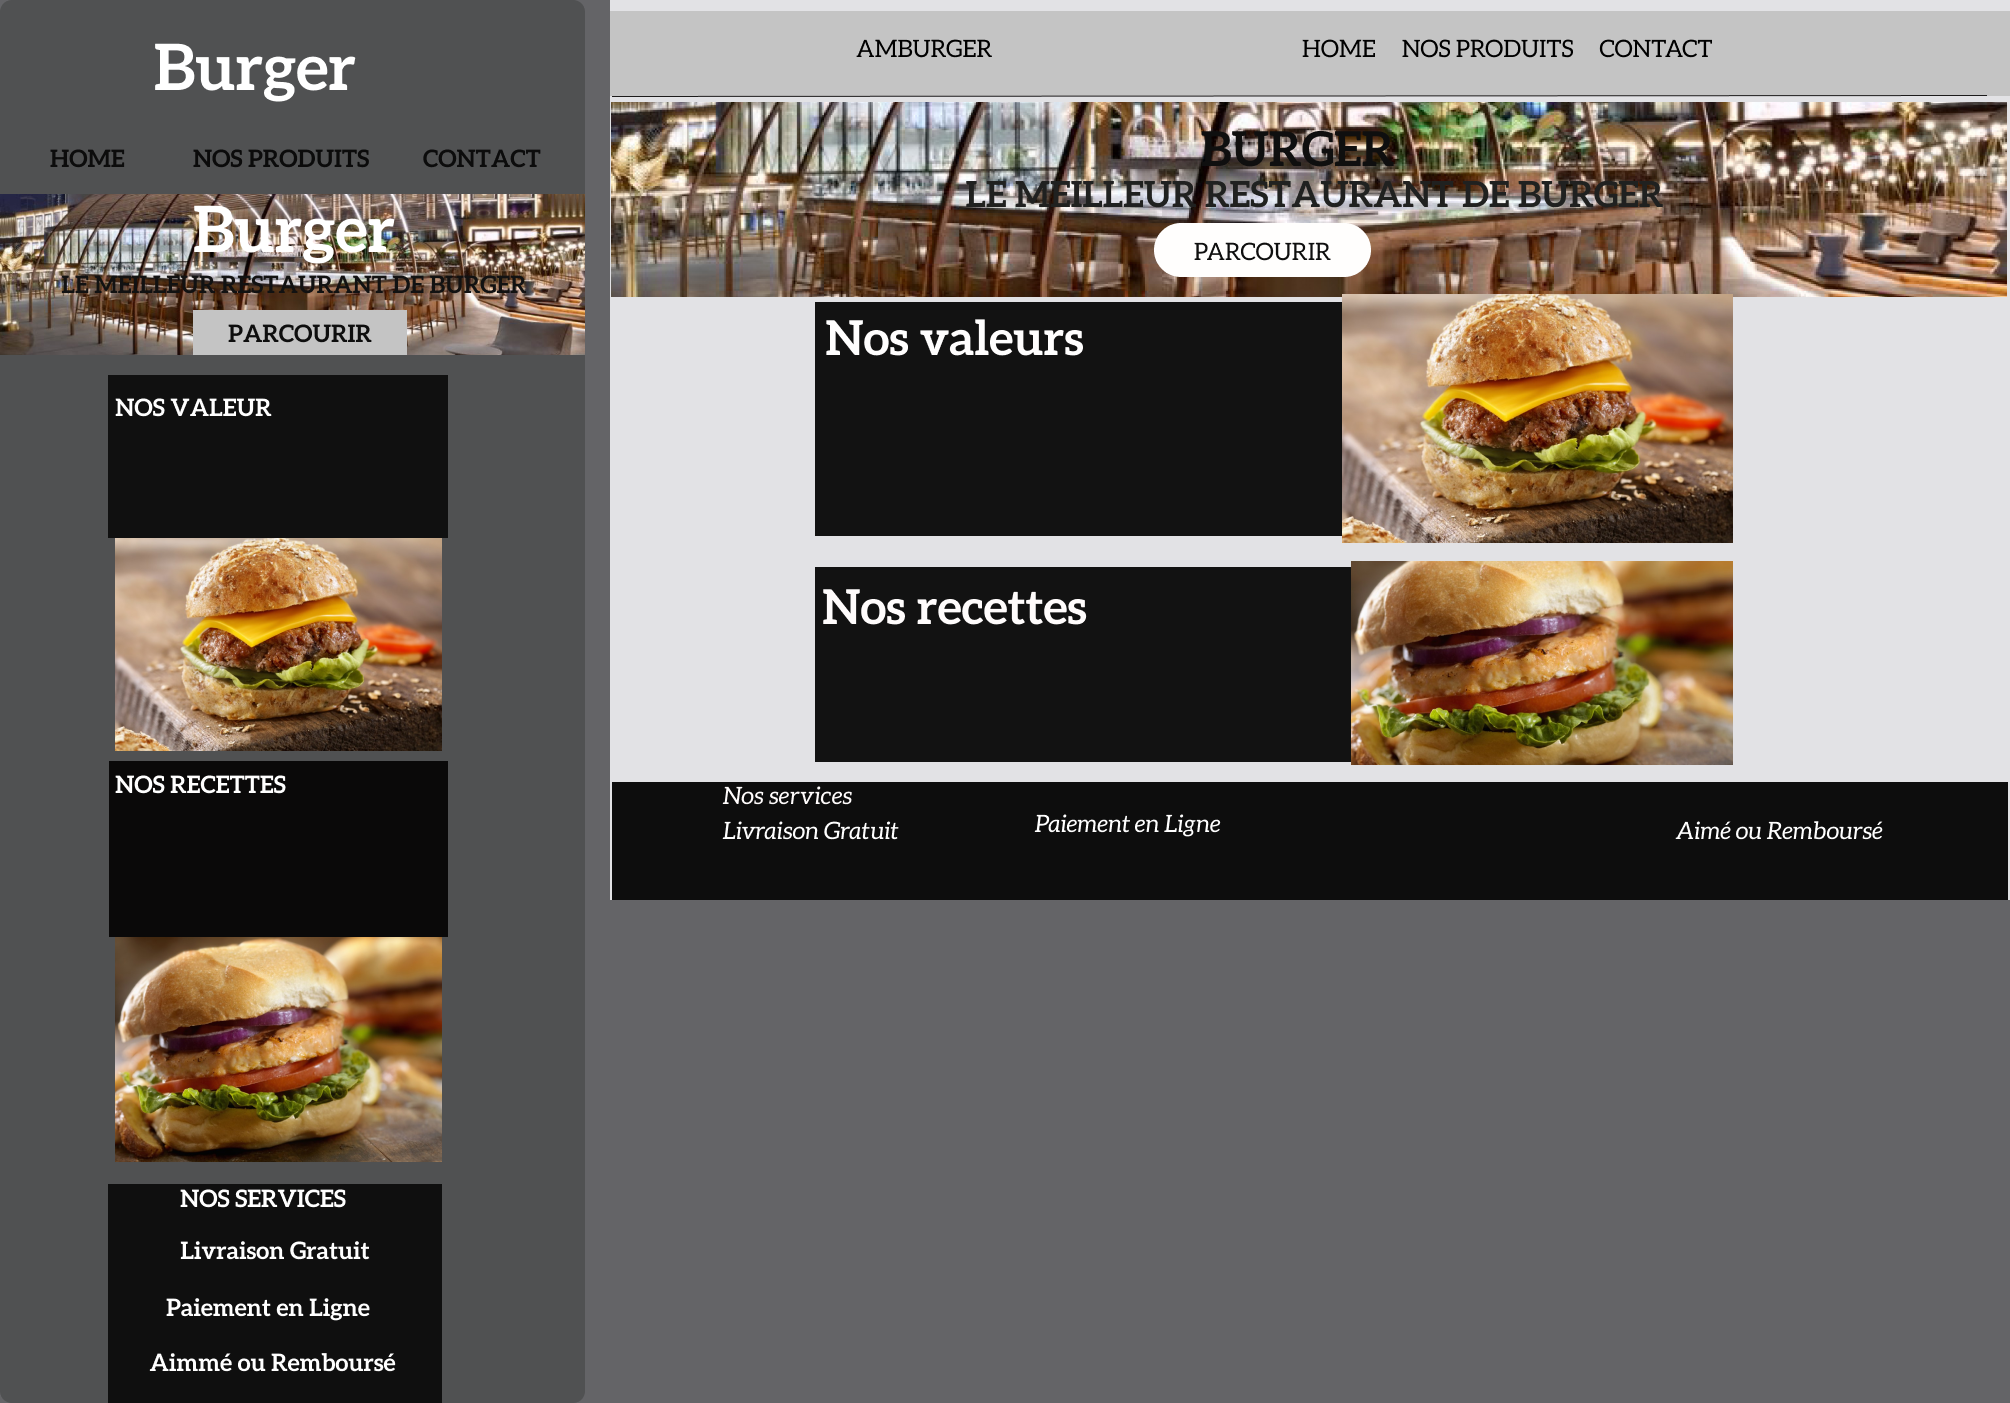 Burger
HOME NOS PRODUITS CONTACT
Burger
LE MEILLEUR RESTAURANT DE BURGER
PARCOURIR
NOS VALEUR
NOS RECETTES
NOS SERVICES
Livraison Gratuit
Paiement en Ligne
Aimmé ou Remboursé
AMBURGER HOME NOS PRODUITS CONTACT
BURGER
LE MEILLEUR RESTAURANT DE BURGER
PARCOURIR
Nos valeurs
Nos recettes
Nos services
Livraison Gratuit Paiement en Ligne Aimé ou Remboursé